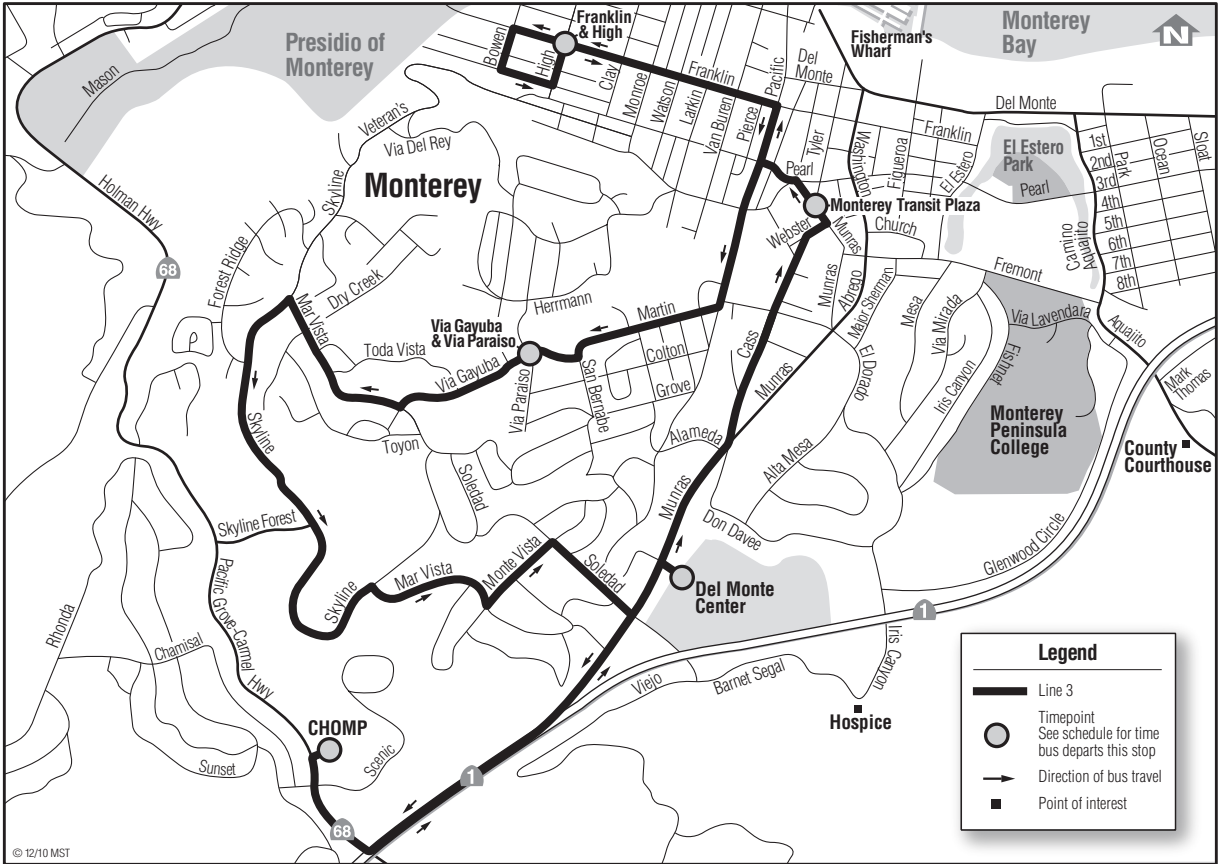 Franklin
& High
Bowen
High
Clay
Monroe
Watson
Larkin
Van Buren
Pierce
Franklin
Pacific
Del
Monte
Fisherman's
Wharf
Monterey
Bay
N
Presidio of
Monterey
Mason
Veteran's
Via Del Rey
Monterey
Skyline
Holman Hwy
68
Forest Ridge
Dry Creek
Mar Vista
Del Monte
Franklin
Tyler
Washington
Figueroa
El Estero
El Estero
Park
Pearl
1st
2nd
3rd
4th
5th
6th
7th
8th
Park
Ocean
Sloat
Camino
Aquajito
Pearl
Monterey Transit Plaza
Webster
Munras
Church
Fremont
Munras
Abrego
Major Sherman
Mesa
Via Mirada
Via Lavendara
Aquajito
Mark
Thomas
Fishnet
Iris Canyon
El Dorado
Monterey
Peninsula
College
County
Courthouse
Herrmann
Martin
Via Gayuba
& Via Paraiso
Toda Vista
Via Gayuba
Via Paraiso
San Bernabe
Colton
Grove
Cass
Munras
Alameda
Alta Mesa
Toyon
Soledad
Skyline
Skyline Forest
Munras
Don Davee
Glenwood Circle
Skyline
Mar Vista
Monte Vista
Soledad
Del Monte
Center
1
Pacific Grove-Carmel Hwy
Rhonda
Chamisal
Sunset
CHOMP
Scenic
Viejo
Barnet Segal
Iris Canyon
Hospice
1
68
Legend
Line 3
Timepoint
See schedule for time
bus departs this stop
Direction of bus travel
Point of interest
© 12/10 MST